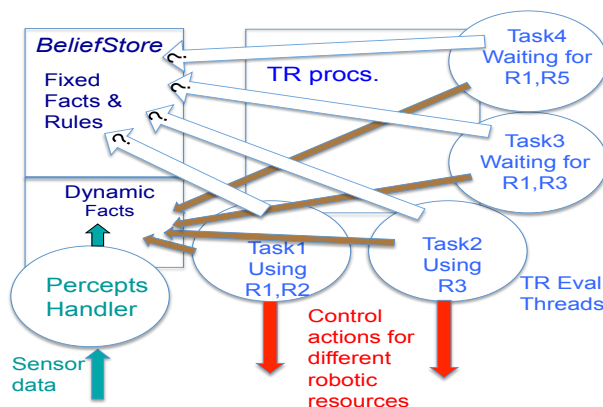 BeliefStore
Fixed
Facts &
Rules
?.
?.
?.
?.
TR procs.
Task4
Waiting for
R1,R5
Task3
Waiting for
R1,R3
Dynamic
Facts
Percepts
Handler
Task1
Using
R1,R2
Task2
Using
R3
TR Eval
Threads
Sensor
data
Control
actions for
different
robotic
resources